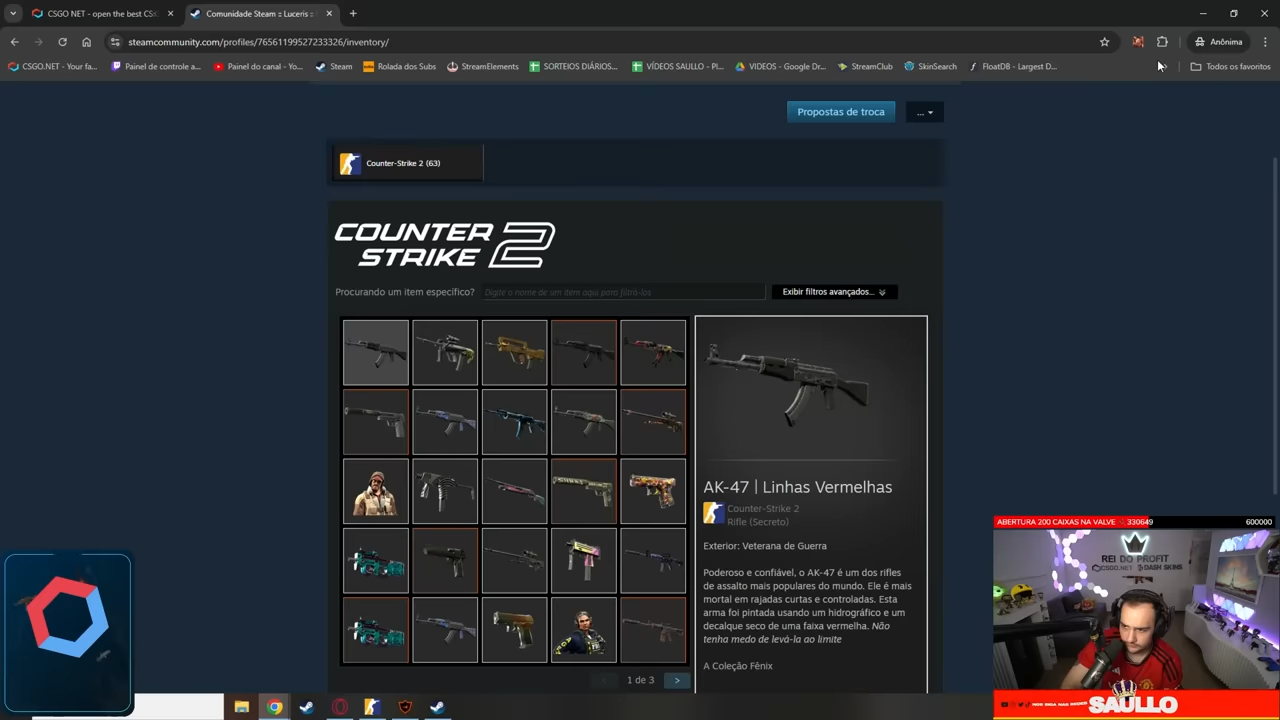 CSGO NET - open the best CS
Comunidade Steam :: Luceris ::
steamcommunity.com/profiles/76561199527233326/inventory/
Anônima
CSGO.NET - Your fa...
Painel de controle a...
Painel do canal - Yo...
Steam
Rolada dos Subs
StreamElements
SORTEIOS DIÁRIOS...
VÍDEOS SAULLO - Pl...
VIDEOS - Google Dr...
StreamClub
SkinSearch
FloatDB - Largest D...
Todos os favoritos
Propostas de troca
...
Counter-Strike 2 (63)
COUNTER
STRIKE 2
Procurando um item específico?
Digite o nome de um item aqui para filtrá-los
Exibir filtros avançados...
AK-47 | Linhas Vermelhas
Counter-Strike 2
Rifle (Secreto)
Exterior: Veterana de Guerra
Poderoso e confiável, o AK-47 é um dos rifles
de assalto mais populares do mundo. Ele é mais
mortal em rajadas curtas e controladas. Esta
arma foi pintada usando um hidrográfico e um
decalque seco de uma faixa vermelha. Não
tenha medo de levá-la ao limite
A Coleção Fênix
1 de 3
>
ABERTURA 200 CAIXAS NA VALVE
330649
600000
REI DO PROFIT
CSGO.NET
DASH SKINS
SAULLO